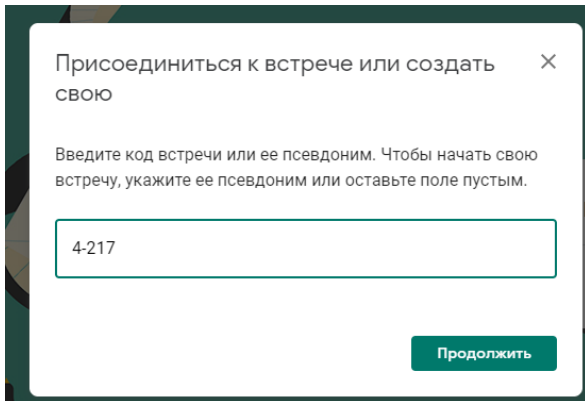 Присоединиться к встрече или создать
свою
Введите код встречи или ее псевдоним. Чтобы начать свою
встречу, укажите ее псевдоним или оставьте поле пустым.
4-217
Продолжить